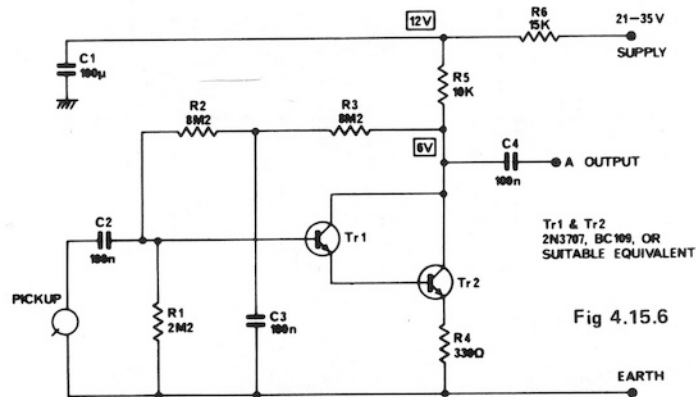 12V
R6
15K
21-35V
SUPPLY
C1
100µ
R5
10K
R2
8M2
R3
8M2
6V
C4
100n
A OUTPUT
C2
100n
Tr1
Tr1 & Tr2
2N3707, BC109, OR
SUITABLE EQUIVALENT
Tr2
PICKUP
R1
2M2
C3
100n
R4
330Ω
Fig 4.15.6
EARTH